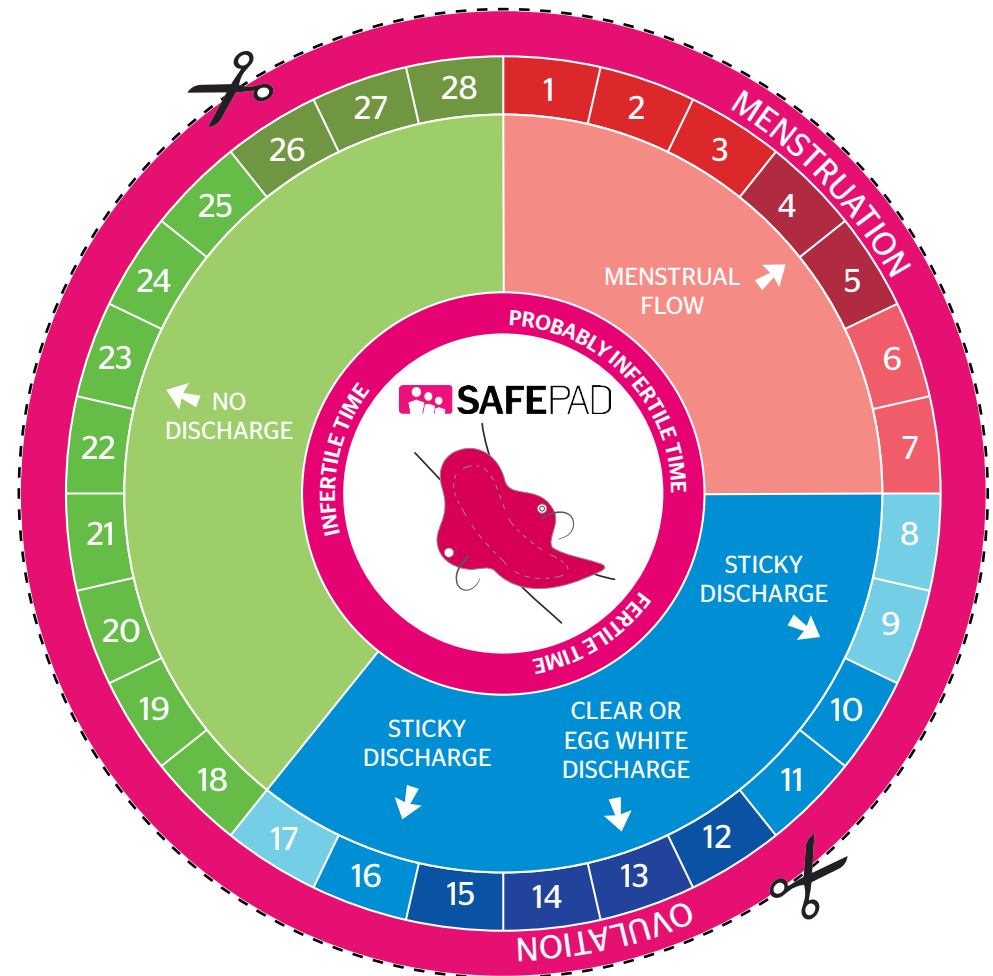 MENSTRUATION
1
2
3
4
5
6
7
8
9
10
11
12
13
14
15
16
17
18
19
20
21
22
23
24
25
26
27
28
OVULATION
MENSTRUAL
FLOW
STICKY
DISCHARGE
CLEAR OR
EGG WHITE
DISCHARGE
STICKY
DISCHARGE
NO
DISCHARGE
PROBABLY INFERTILE TIME
FERTILE TIME
INFERTILE TIME
SAFEPAD